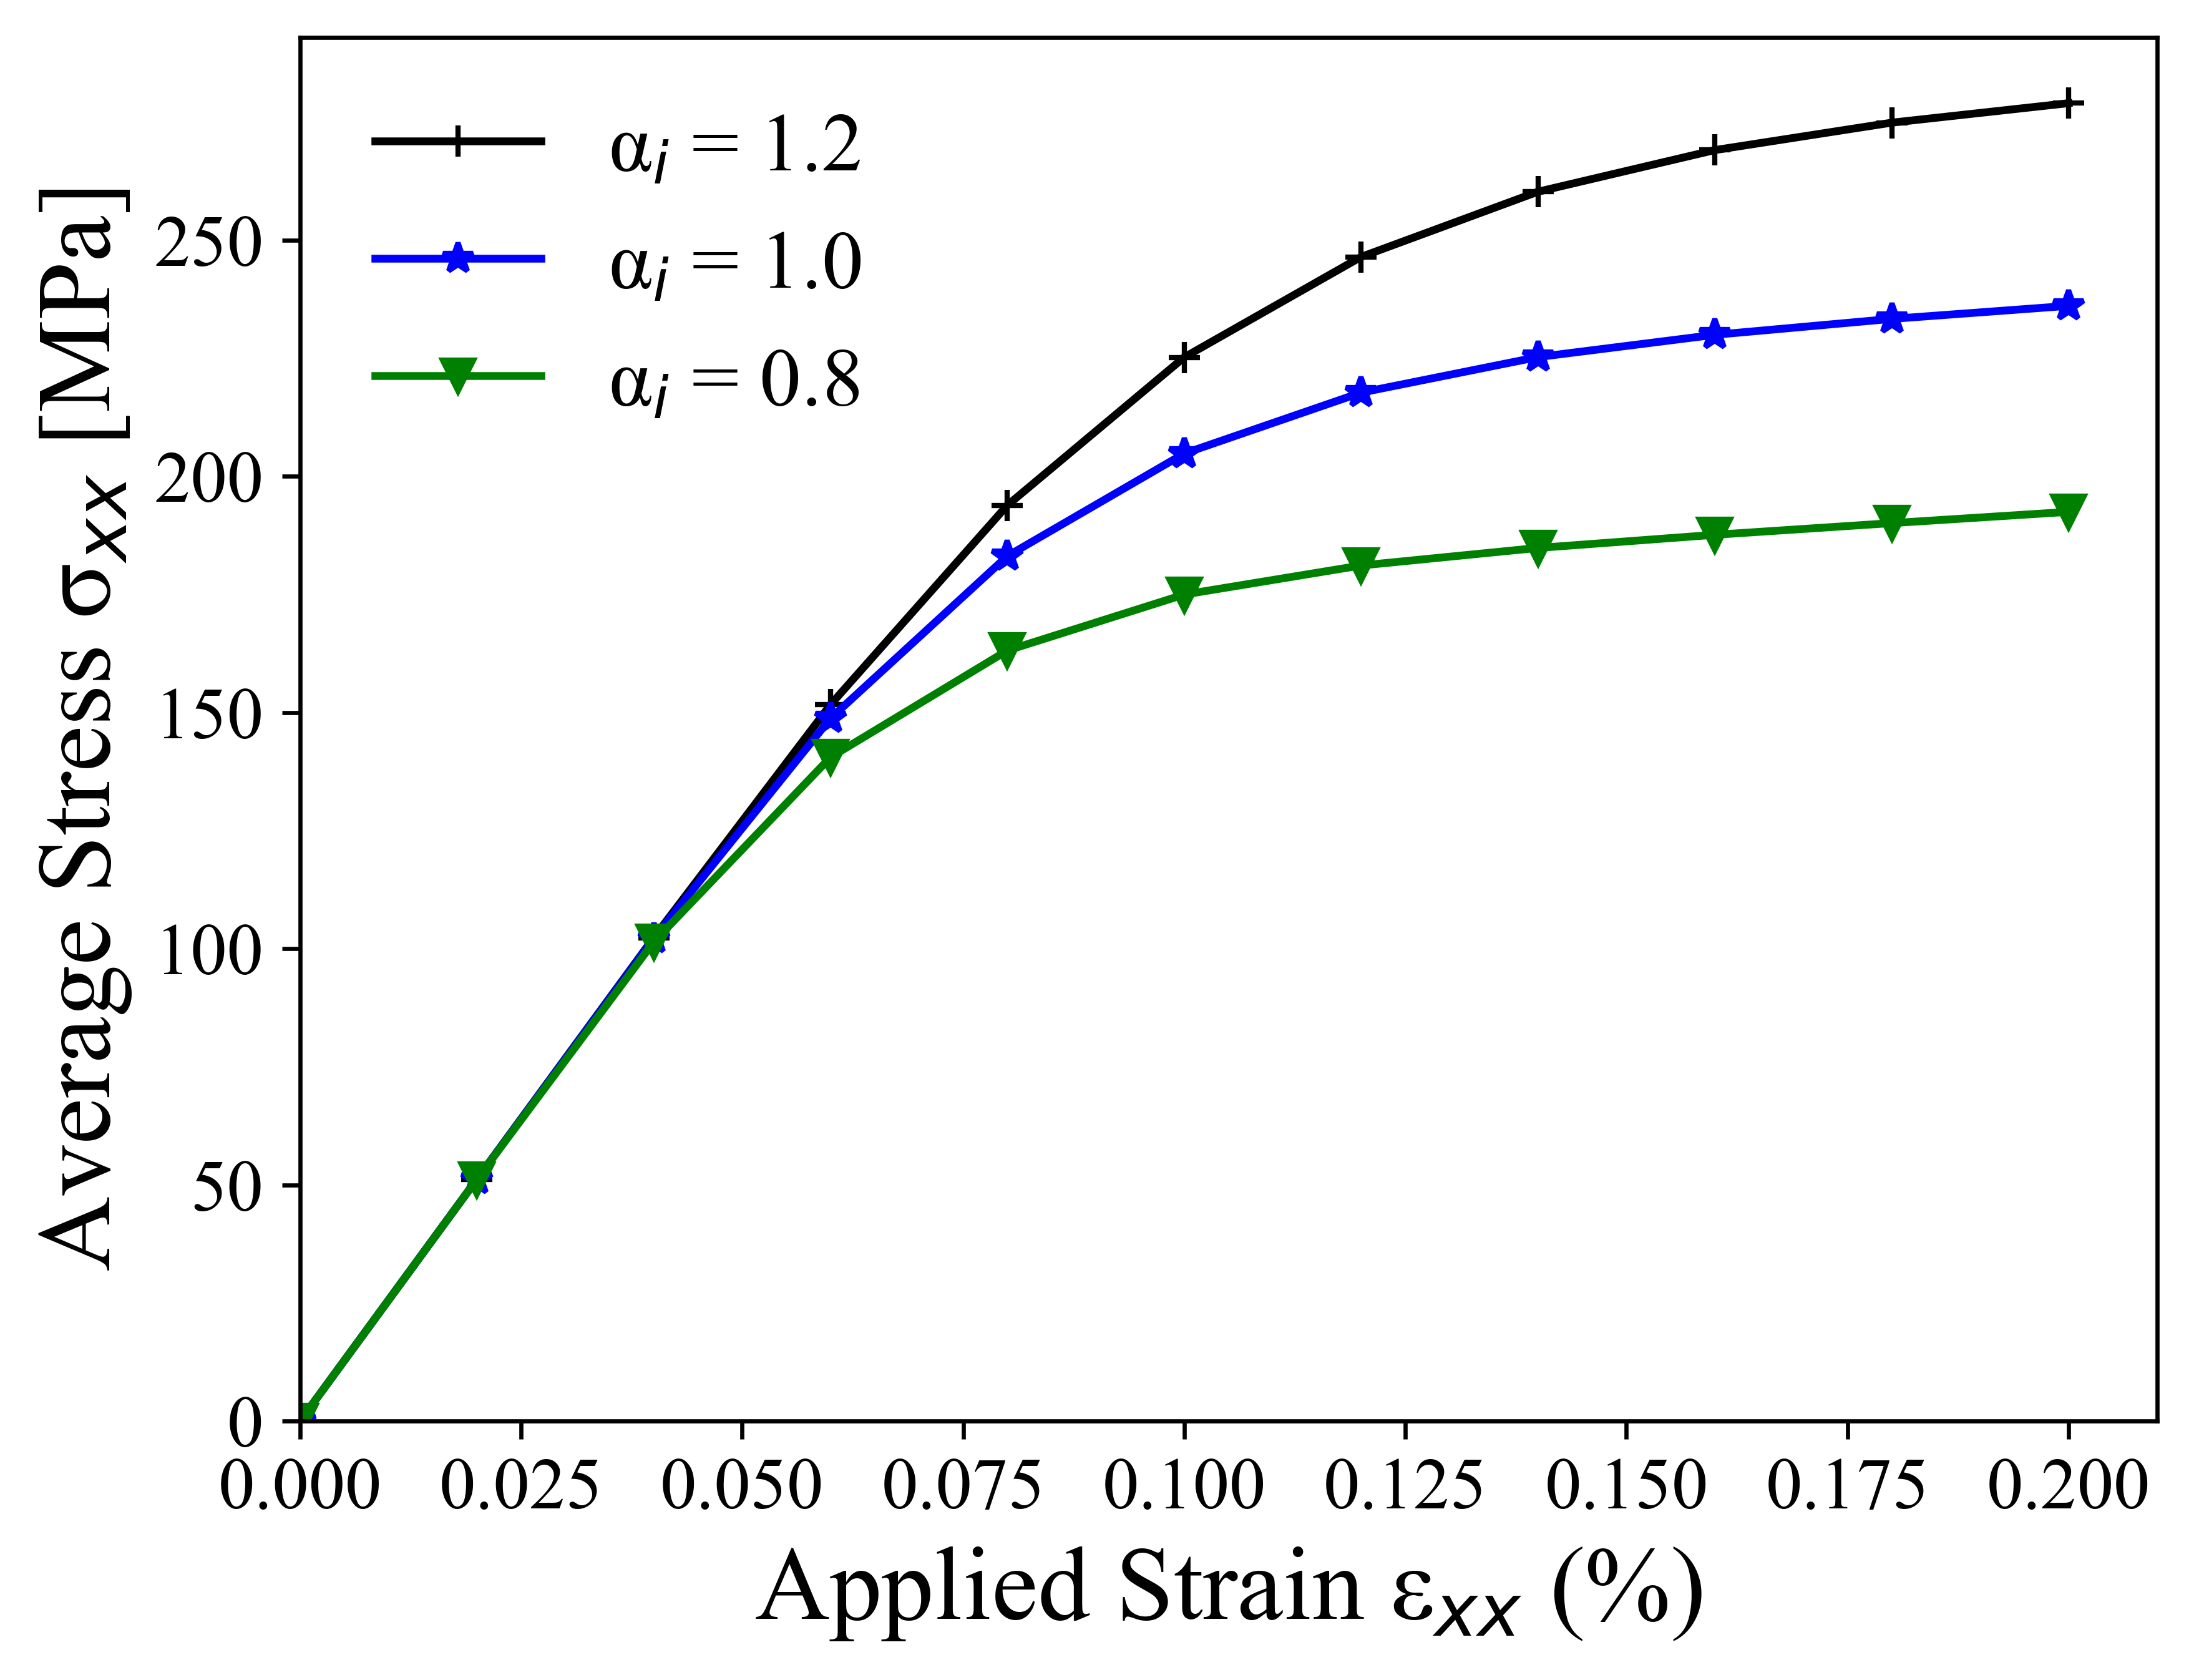 αi = 1.2
αi = 1.0
αi = 0.8
Average Stress σxx [MPa]
250
200
150
100
50
0
0.000 0.025 0.050 0.075 0.100 0.125 0.150 0.175 0.200
Applied Strain εxx (%)